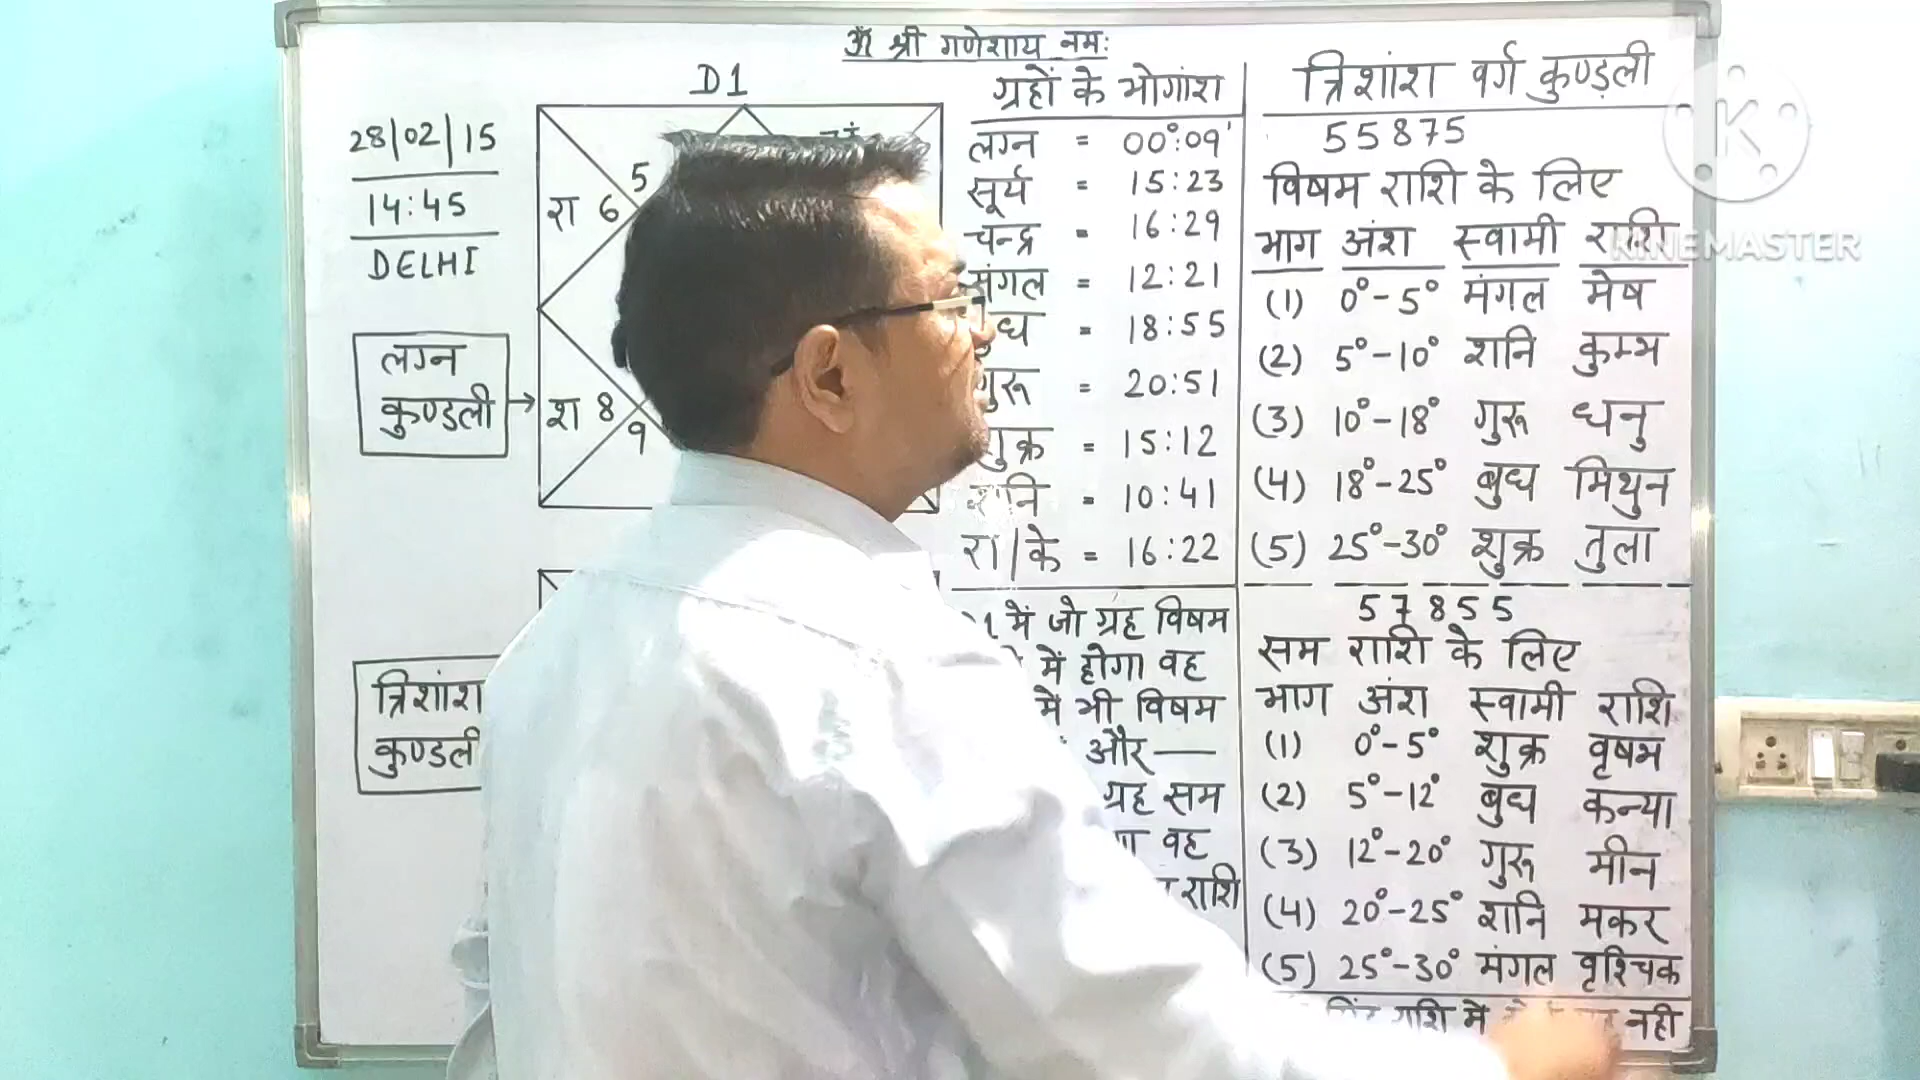 ॐ श्री गणेशाय नमः
D1
28/02/15
14:45
DELHI
लग्न
कुण्डली
5
रा 6
श 8
9
त्रिशांश
कुण्डली
ग्रहों के भोगांश
लग्न = 00°:09'
सूर्य = 15:23
चन्द्र = 16:29
मंगल = 12:21
= 18:55
गुरू = 20:51
शुक्र = 15:12
= 10:41
रा/के = 16:22
में जो ग्रह विषम
में होगा वह
में भी विषम
और —
ग्रह सम
वह
राशि
त्रिशांश वर्ग कुण्ड़ली
55875
विषम राशि के लिए
भाग अंश स्वामी राशि
(1) 0°-5° मंगल मेष
(2) 5°-10° शनि कुम्भ
(3) 10°-18° गुरू धनु
(4) 18°-25° बुध मिथुन
(5) 25°-30° शुक्र तुला
57855
सम राशि के लिए
भाग अंश स्वामी राशि
(1) 0°-5° शुक्र वृषभ
(2) 5°-12° बुध कन्या
(3) 12°-20° गुरू मीन
(4) 20°-25° शनि मकर
(5) 25°-30° मंगल वृश्चिक
राशि में नही
K
KINEMASTER